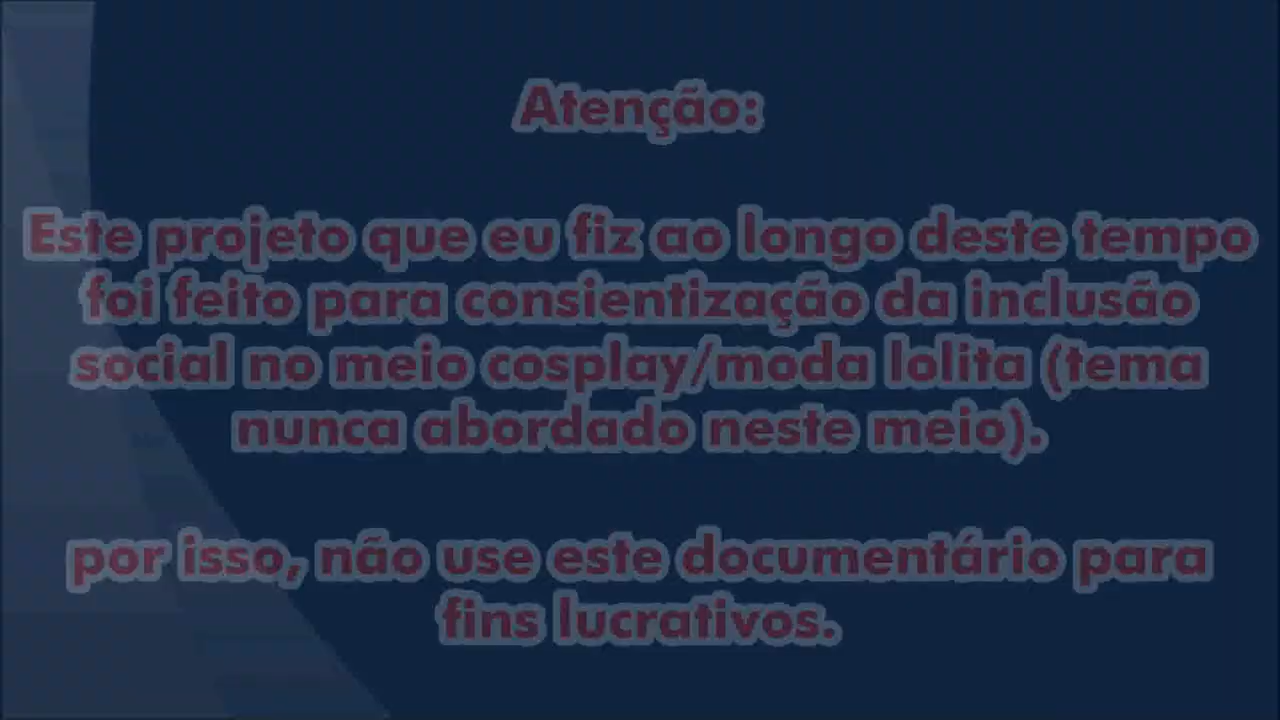 Atenção:
Este projeto que eu fiz ao longo deste tempo
foi feito para consientização da inclusão
social no meio cosplay/moda lolita (tema
nunca abordado neste meio).
por isso, não use este documentário para
fins lucrativos.